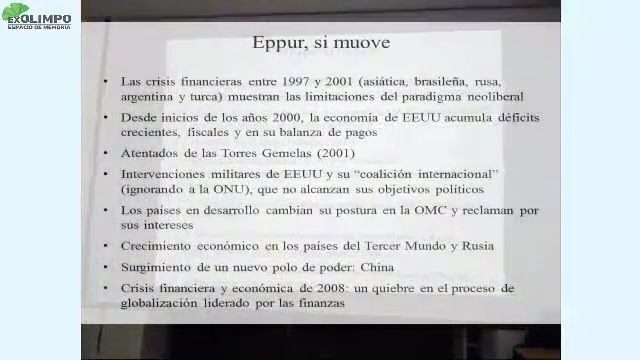 exOLIMPO
ESPACIO DE MEMORIA
Eppur, si muove
• Las crisis financieras entre 1997 y 2001 (asiática, brasileña, rusa,
argentina y turca) muestran las limitaciones del paradigma neoliberal
• Desde inicios de los años 2000, la economía de EEUU acumula déficits
crecientes, fiscales y en su balanza de pagos
• Atentados de las Torres Gemelas (2001)
• Intervenciones militares de EEUU y su “coalición internacional”
(ignorando a la ONU), que no alcanzan sus objetivos políticos
• Los países en desarrollo cambian su postura en la OMC y reclaman por
sus intereses
• Crecimiento económico en los países del Tercer Mundo y Rusia
• Surgimiento de un nuevo polo de poder: China
• Crisis financiera y económica de 2008: un quiebre en el proceso de
globalización liderado por las finanzas